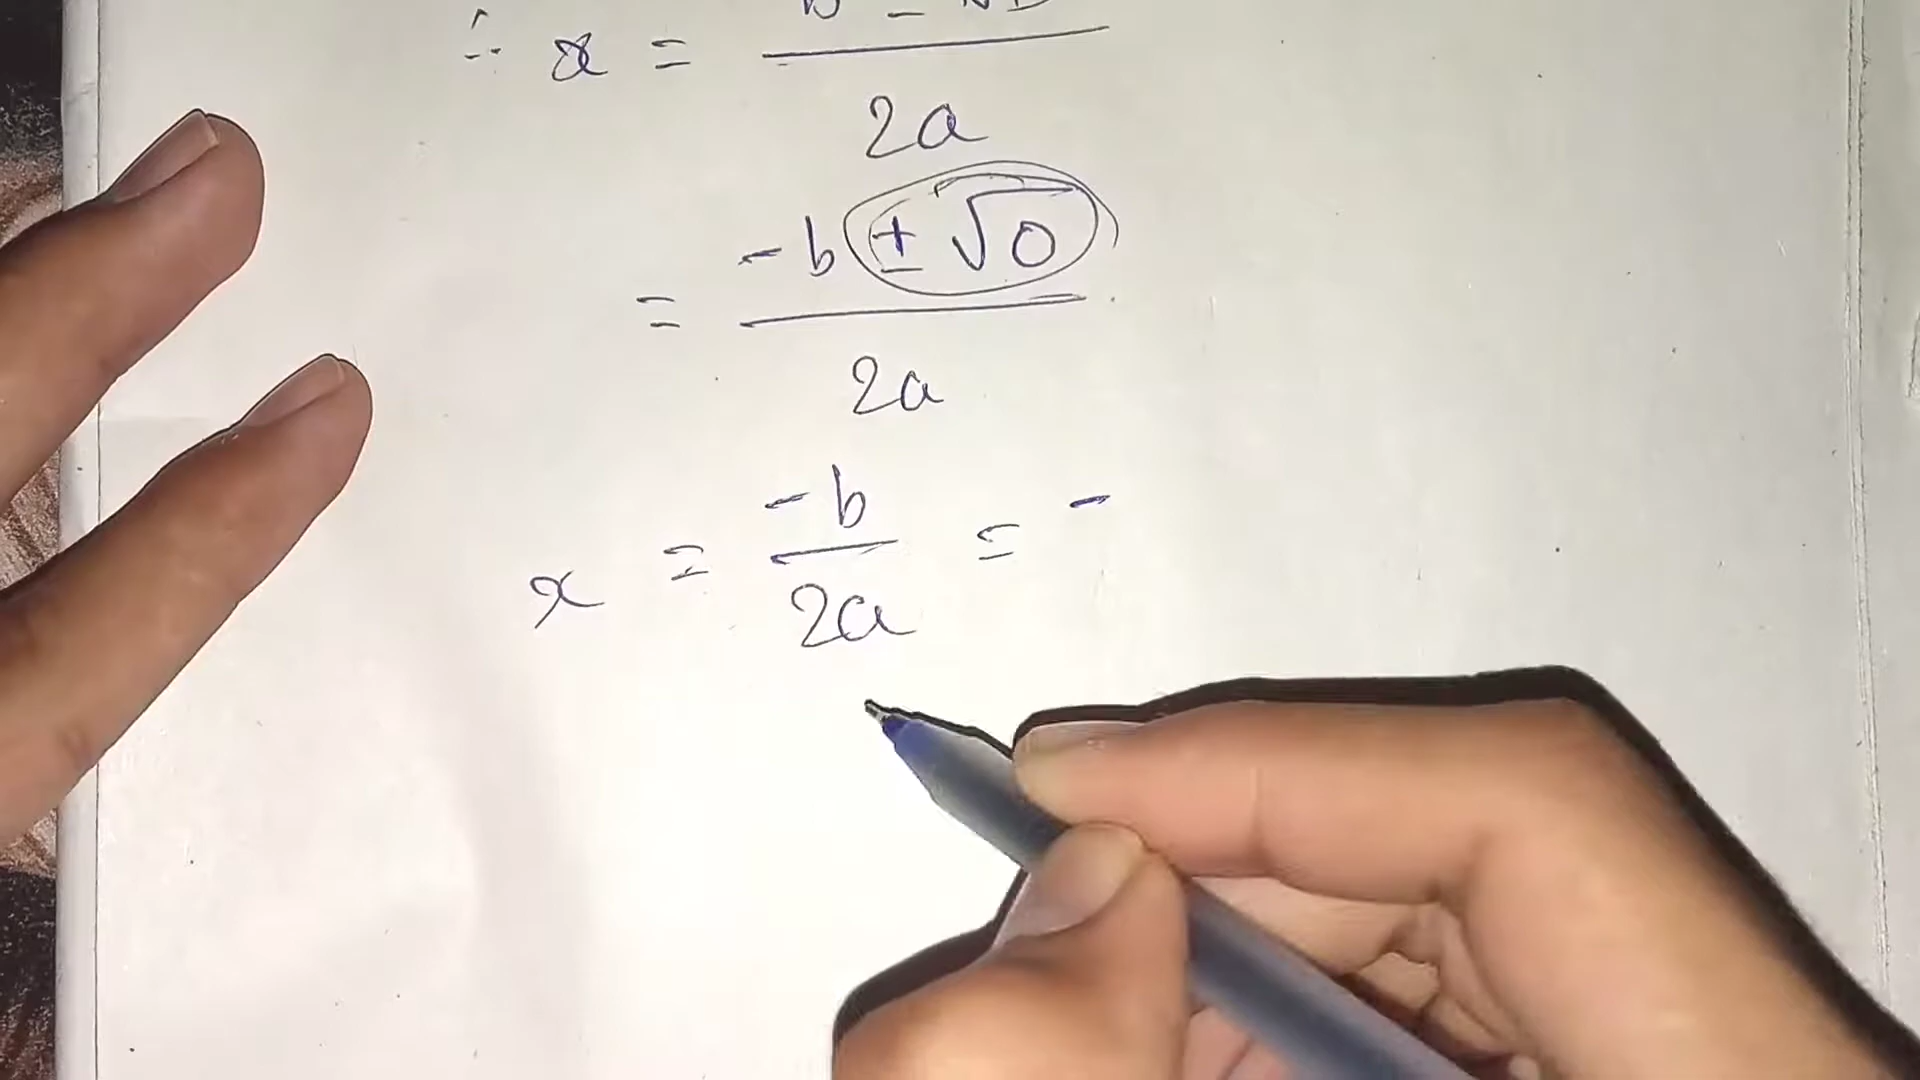 ∴ x =
2a
= -b ± √0
2a
x = -b = -
2a